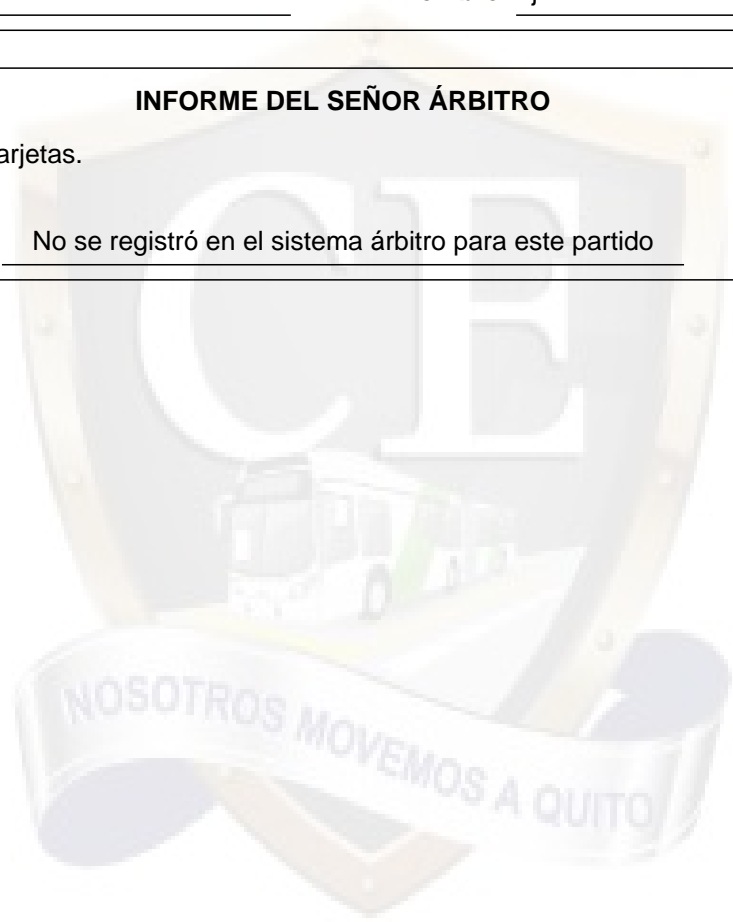 INFORME DEL SEÑOR ÁRBITRO
arjetas.
No se registró en el sistema árbitro para este partido
CE
NOSOTROS MOVEMOS A QUITO